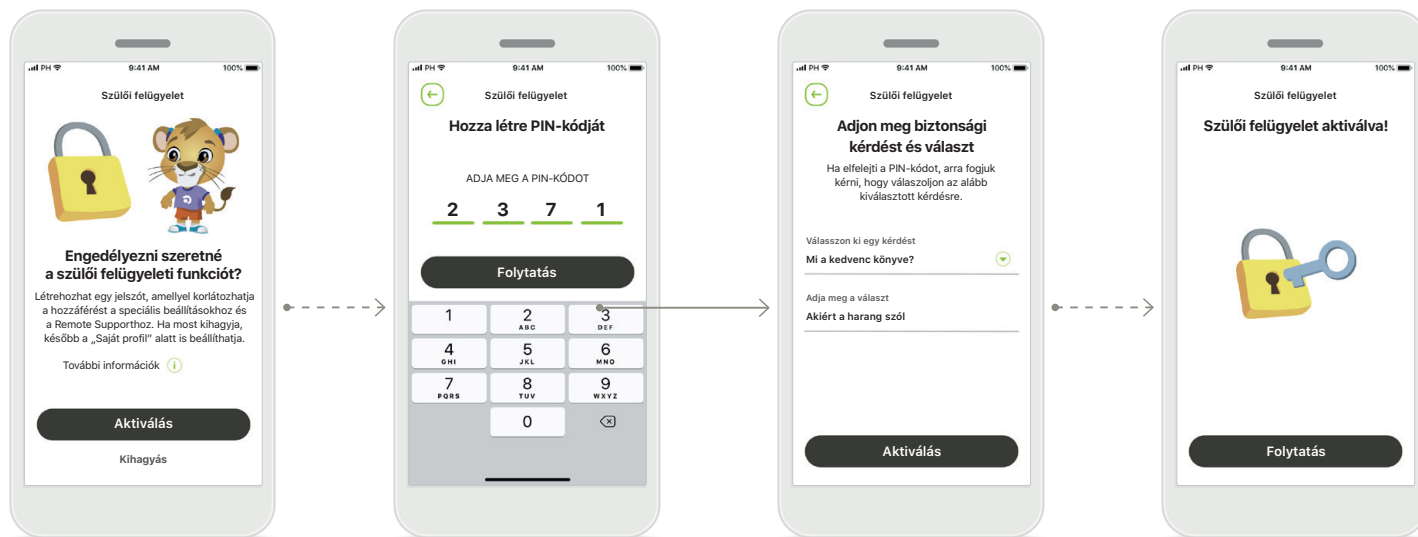 PH
9:41 AM
100%
Szülői felügyelet
Engedélyezni szeretné
a szülői felügyeleti funkciót?
Létrehozhat egy jelszót, amellyel korlátozhatja
a hozzáférést a speciális beállításokhoz és
a Remote Supporthoz. Ha most kihagyja,
később a „Saját profil” alatt is beállíthatja.
További információk i
Aktiválás
Kihagyás
PH
9:41 AM
100%
Szülői felügyelet
Hozza létre PIN-kódját
ADJA MEG A PIN-KÓDOT
2 3 7 1
Folytatás
1 2 3
ABC DEF
4 5 6
GHI JKL MNO
7 8 9
PQRS TUV WXYZ
0
PH
9:41 AM
100%
Szülői felügyelet
Adjon meg biztonsági
kérdést és választ
Ha elfelejti a PIN-kódot, arra fogjuk
kérni, hogy válaszoljon az alább
kiválasztott kérdésre.
Válasszon ki egy kérdést
Mi a kedvenc könyve?
Adja meg a választ
Akiért a harang szól
Aktiválás
PH
9:41 AM
100%
Szülői felügyelet
Szülői felügyelet aktiválva!
Folytatás